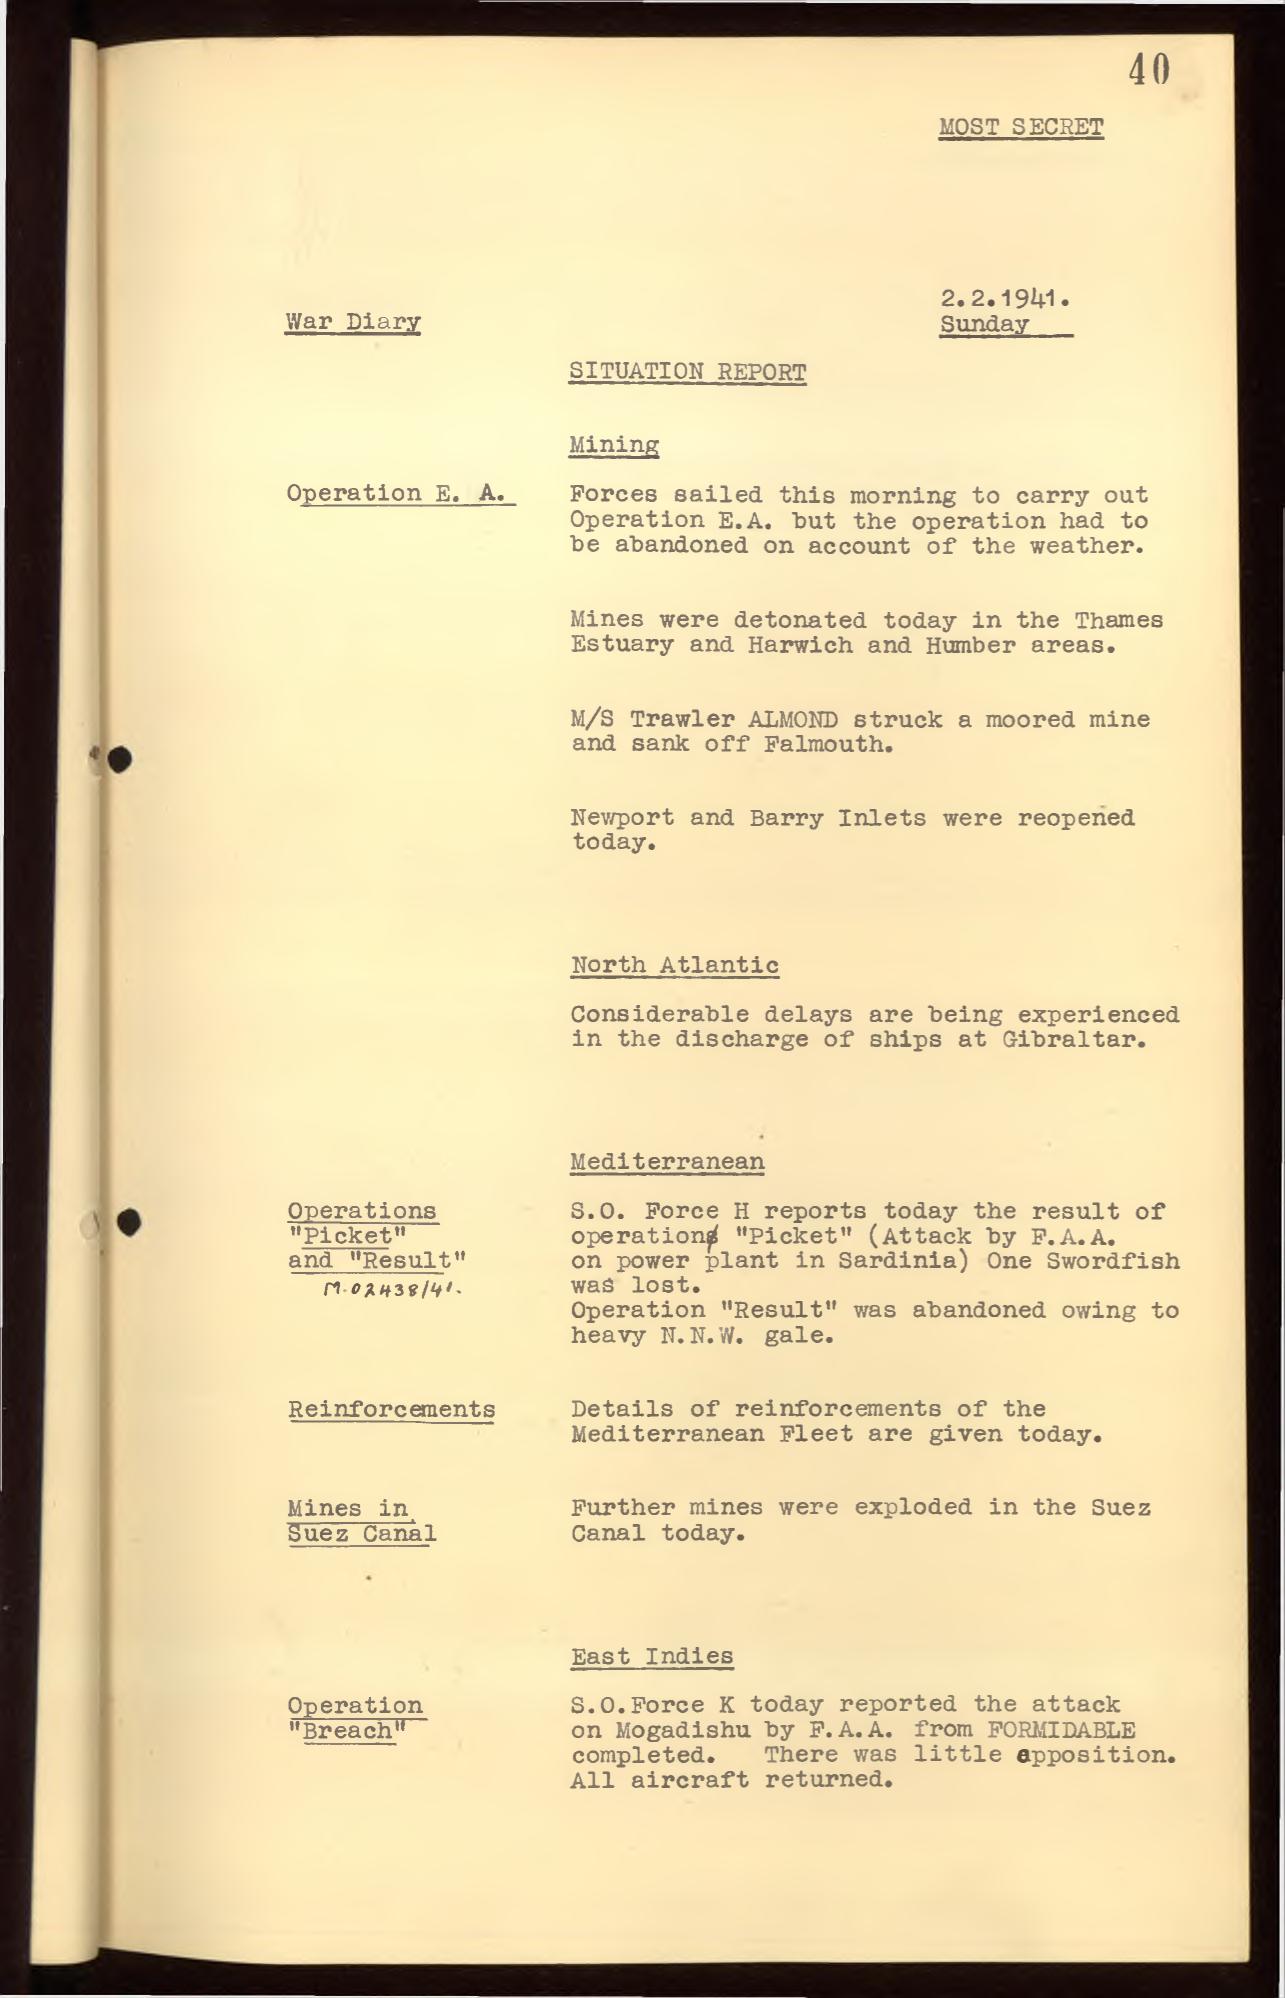 40
MOST SECRET
2.2.1941.
War Diary
Sunday
SITUATION REPORT
Mining
Operation E. A.
Forces sailed this morning to carry out
Operation E.A. but the operation had to
be abandoned on account of the weather.
Mines were detonated today in the Thames
Estuary and Harwich and Humber areas.
M/S Trawler ALMOND struck a moored mine
and sank off Falmouth.
Newport and Barry Inlets were reopened
today.
North Atlantic
Considerable delays are being experienced
in the discharge of ships at Gibraltar.
Mediterranean
Operations
"Picket"
and "Result"
M.02438/41.
S.O. Force H reports today the result of
operation "Picket" (Attack by F.A.A.
on power plant in Sardinia) One Swordfish
was lost.
Operation "Result" was abandoned owing to
heavy N.N.W. gale.
Reinforcements
Details of reinforcements of the
Mediterranean Fleet are given today.
Mines in
Suez Canal
Further mines were exploded in the Suez
Canal today.
East Indies
Operation
"Breach"
S.O.Force K today reported the attack
on Mogadishu by F.A.A. from FORMIDABLE
completed. There was little opposition.
All aircraft returned.